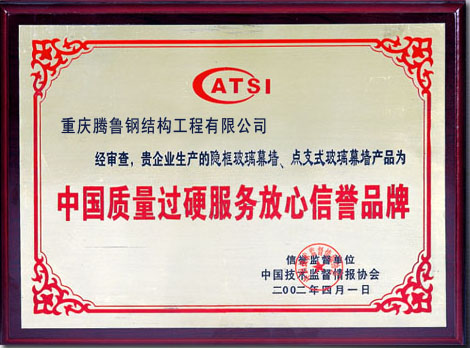 CATSI
重庆腾鲁钢结构工程有限公司
经审查，贵企业生产的隐框玻璃幕墙、点支式玻璃幕墙产品为
中国质量过硬服务放心信誉品牌
信誉监督单位
中国技术监督情报协会
二00二年四月一日